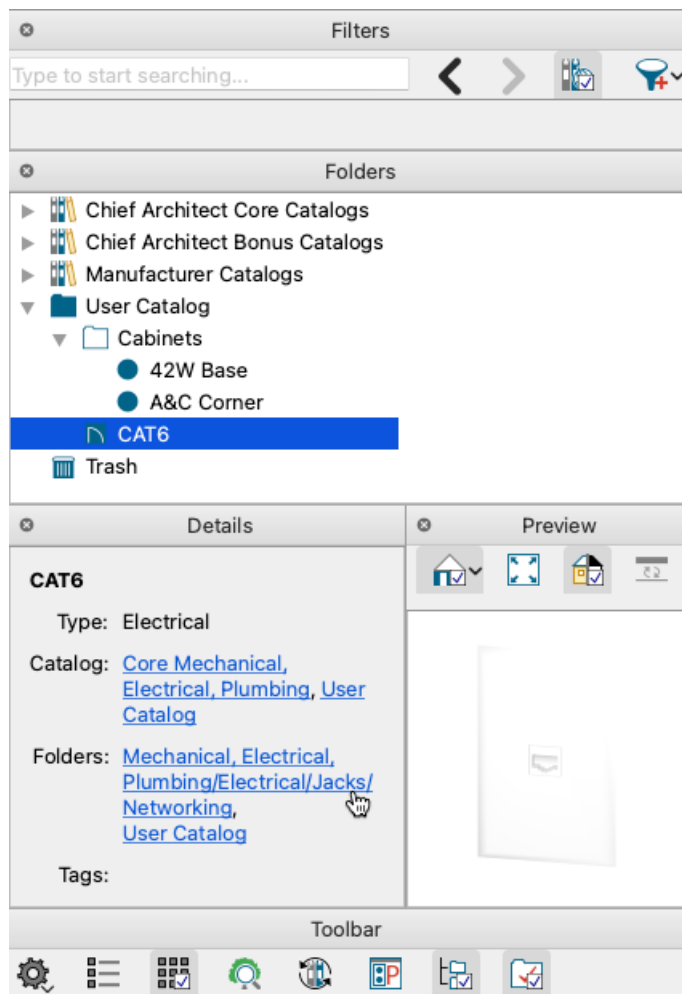 Filters
Type to start searching...
Folders
Chief Architect Core Catalogs
Chief Architect Bonus Catalogs
Manufacturer Catalogs
User Catalog
Cabinets
42W Base
A&C Corner
CAT6
Trash
Details
CAT6
Type: Electrical
Catalog: Core Mechanical,
Electrical, Plumbing, User
Catalog
Folders: Mechanical, Electrical,
Plumbing/Electrical/Jacks/
Networking,
User Catalog
Tags:
Preview
Toolbar
P